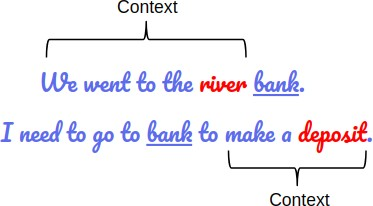 Context
We went to the river bank.
I need to go to bank to make a deposit.
Context